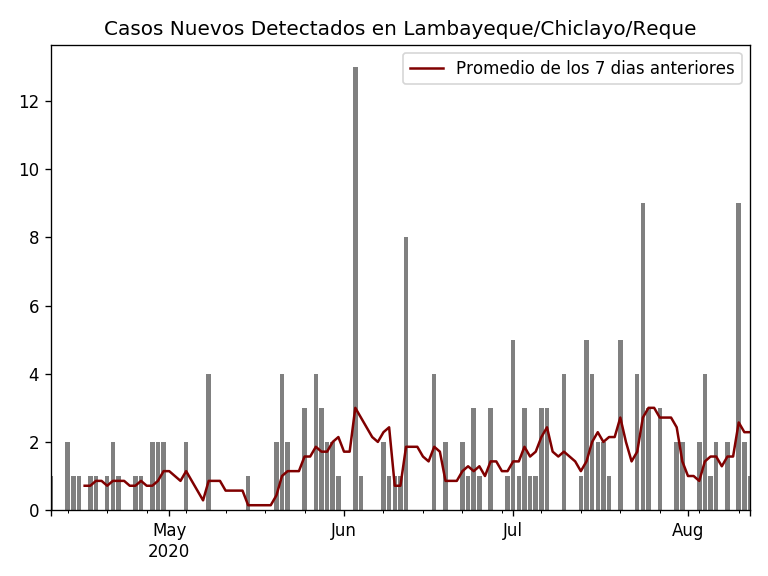 Casos Nuevos Detectados en Lambayeque/Chiclayo/Reque
Promedio de los 7 dias anteriores
12
10
8
6
4
2
0
May
2020
Jun
Jul
Aug